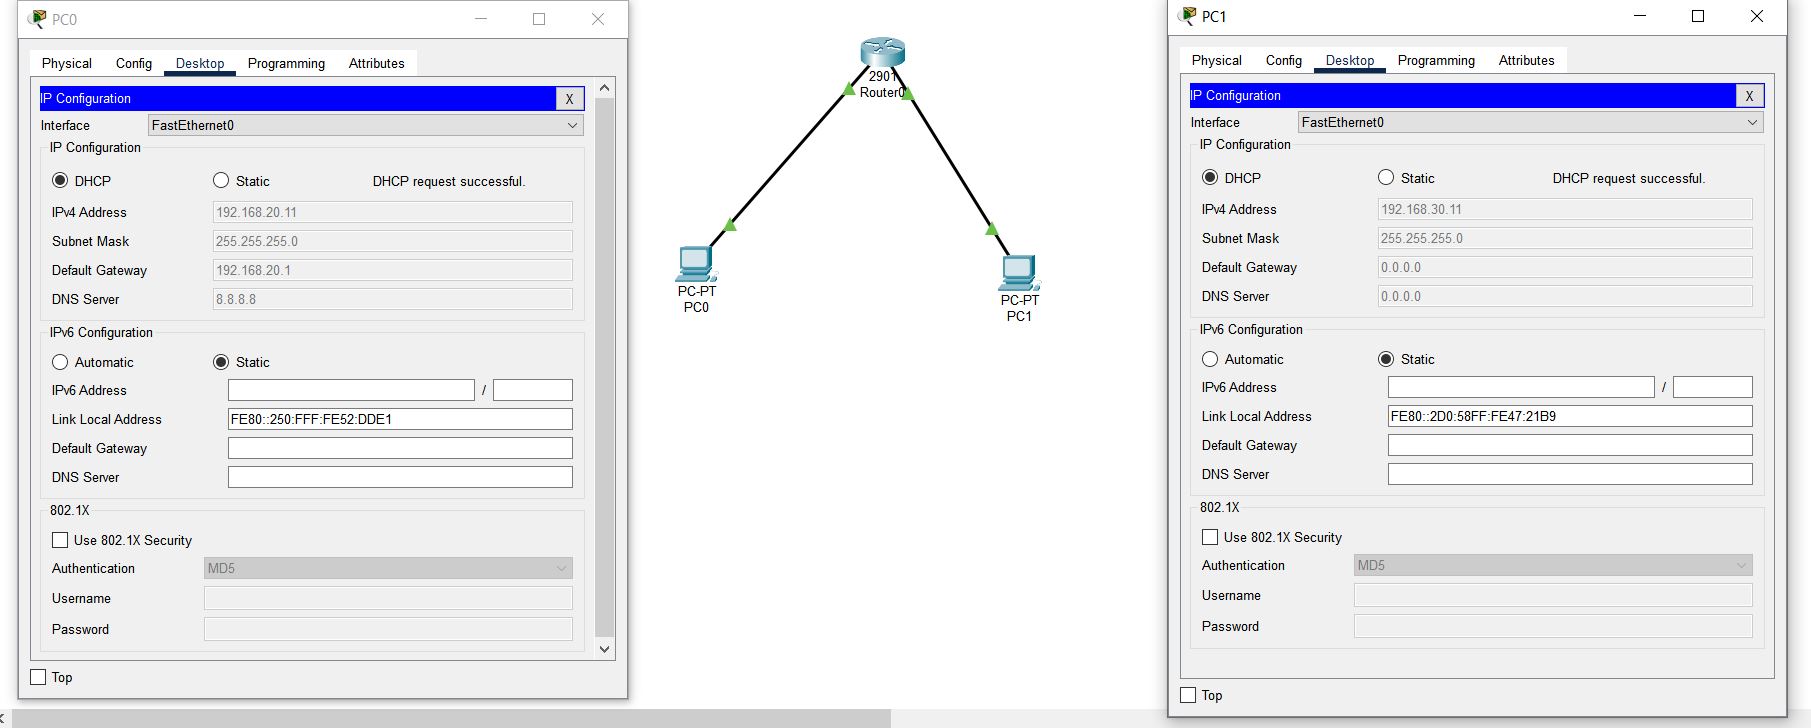 PC0
Physical Config Desktop Programming Attributes
IP Configuration X
Interface FastEthernet0
IP Configuration
DHCP Static DHCP request successful.
IPv4 Address 192.168.20.11
Subnet Mask 255.255.255.0
Default Gateway 192.168.20.1
DNS Server 8.8.8.8
IPv6 Configuration
Automatic Static
IPv6 Address /
Link Local Address FE80::250:FFF:FE52:DDE1
Default Gateway
DNS Server
802.1X
Use 802.1X Security
Authentication MD5
Username
Password
Top
2901
Router0
PC-PT
PC0
PC-PT
PC1
PC1
Physical Config Desktop Programming Attributes
IP Configuration X
Interface FastEthernet0
IP Configuration
DHCP Static DHCP request successful.
IPv4 Address 192.168.30.11
Subnet Mask 255.255.255.0
Default Gateway 0.0.0.0
DNS Server 0.0.0.0
IPv6 Configuration
Automatic Static
IPv6 Address /
Link Local Address FE80::2D0:58FF:FE47:21B9
Default Gateway
DNS Server
802.1X
Use 802.1X Security
Authentication MD5
Username
Password
Top